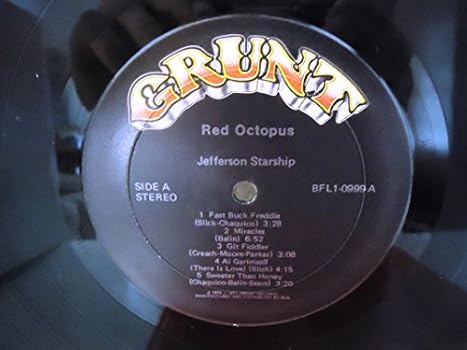 GRUNT
Red Octopus
Jefferson Starship
SIDE A
STEREO
BFL1-0999-A
1 Fast Buck Freddie
(Slick-Chaquico) 3:28
2 Miracles
(Balin) 6:52
3 Git Fiddler
(Creach-Moore-Parker) 3:08
4 Ai Garimasū
(There Is Love) (Slick) 4:15
5 Sweeter Than Honey
(Chaquico-Balin-Sears) 3:20